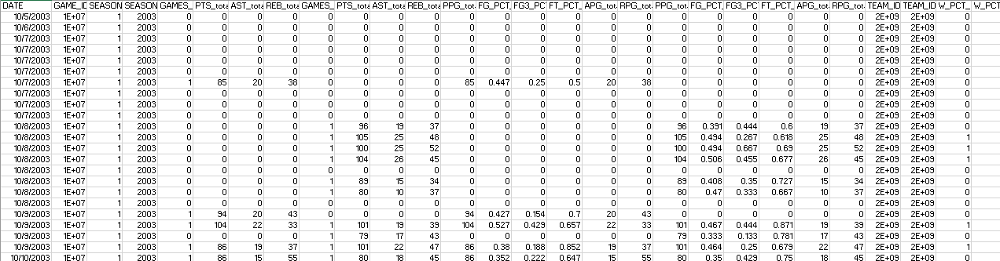 DATE GAME_ID SEASON SEASON GAMES_ PTS_tota AST_tota REB_tota GAMES_ PTS_tota AST_tota REB_tota PPG_tot FG_PCT_ FG3_PCT FT_PCT_ APG_tot RPG_tot PPG_tot FG_PCT_ FG3_PCT FT_PCT_ APG_tot RPG_tot TEAM_ID TEAM_ID W_PCT_ W_PCT
10/5/2003 1E+07 1 2003 0 0 0 0 0 0 0 0 0 0 0 0 0 0 0 0 0 0 0 0 2E+09 2E+09 0
10/6/2003 1E+07 1 2003 0 0 0 0 0 0 0 0 0 0 0 0 0 0 0 0 0 0 0 0 2E+09 2E+09 0
10/7/2003 1E+07 1 2003 0 0 0 0 0 0 0 0 0 0 0 0 0 0 0 0 0 0 0 0 2E+09 2E+09 0
10/7/2003 1E+07 1 2003 0 0 0 0 0 0 0 0 0 0 0 0 0 0 0 0 0 0 0 0 2E+09 2E+09 0
10/7/2003 1E+07 1 2003 0 0 0 0 0 0 0 0 0 0 0 0 0 0 0 0 0 0 0 0 2E+09 2E+09 0
10/7/2003 1E+07 1 2003 0 0 0 0 0 0 0 0 0 0 0 0 0 0 0 0 0 0 0 0 2E+09 2E+09 0
10/7/2003 1E+07 1 2003 1 85 20 38 0 0 0 0 85 0.447 0.25 0.5 20 38 0 0 0 0 0 0 2E+09 2E+09 0
10/7/2003 1E+07 1 2003 0 0 0 0 0 0 0 0 0 0 0 0 0 0 0 0 0 0 0 0 2E+09 2E+09 0
10/7/2003 1E+07 1 2003 0 0 0 0 0 0 0 0 0 0 0 0 0 0 0 0 0 0 0 0 2E+09 2E+09 0
10/7/2003 1E+07 1 2003 0 0 0 0 0 0 0 0 0 0 0 0 0 0 0 0 0 0 0 0 2E+09 2E+09 0
10/8/2003 1E+07 1 2003 0 0 0 0 1 96 19 37 0 0 0 0 0 0 96 0.391 0.444 0.6 19 37 2E+09 2E+09 0
10/8/2003 1E+07 1 2003 0 0 0 0 1 105 25 48 0 0 0 0 0 0 105 0.494 0.267 0.618 25 48 2E+09 2E+09 1
10/8/2003 1E+07 1 2003 0 0 0 0 1 100 25 52 0 0 0 0 0 0 100 0.494 0.667 0.69 25 52 2E+09 2E+09 1
10/8/2003 1E+07 1 2003 0 0 0 0 1 104 26 45 0 0 0 0 0 0 104 0.506 0.455 0.677 26 45 2E+09 2E+09 1
10/8/2003 1E+07 1 2003 0 0 0 0 0 0 0 0 0 0 0 0 0 0 0 0 0 0 0 0 2E+09 2E+09 0
10/8/2003 1E+07 1 2003 0 0 0 0 1 89 15 34 0 0 0 0 0 0 89 0.408 0.35 0.727 15 34 2E+09 2E+09 0
10/8/2003 1E+07 1 2003 0 0 0 0 1 80 10 37 0 0 0 0 0 0 80 0.47 0.333 0.667 10 37 2E+09 2E+09 0
10/8/2003 1E+07 1 2003 0 0 0 0 0 0 0 0 0 0 0 0 0 0 0 0 0 0 0 0 2E+09 2E+09 0
10/9/2003 1E+07 1 2003 1 94 20 43 0 0 0 0 94 0.427 0.154 0.7 20 43 0 0 0 0 0 0 2E+09 2E+09 0
10/9/2003 1E+07 1 2003 1 104 22 33 1 101 19 39 104 0.527 0.429 0.657 22 33 101 0.467 0.444 0.871 19 39 2E+09 2E+09 1
10/9/2003 1E+07 1 2003 0 0 0 0 1 79 17 43 0 0 0 0 0 0 79 0.333 0.133 0.781 17 43 2E+09 2E+09 0
10/9/2003 1E+07 1 2003 1 86 19 37 1 101 22 47 86 0.38 0.188 0.852 19 37 101 0.464 0.25 0.679 22 47 2E+09 2E+09 1
10/10/2003 1E+07 1 2003 1 86 15 55 1 80 18 45 86 0.352 0.222 0.647 15 55 80 0.35 0.429 0.75 18 45 2E+09 2E+09 0